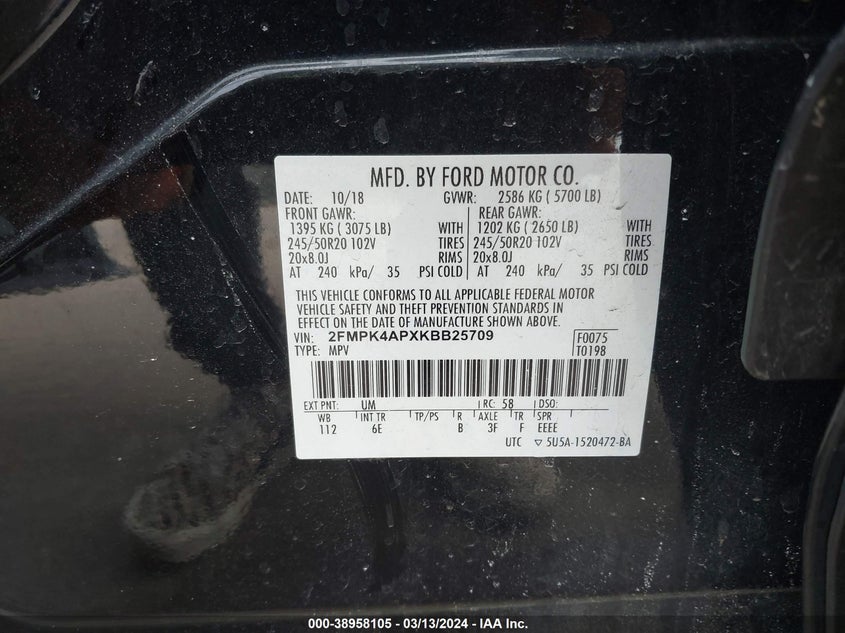 MFD. BY FORD MOTOR CO.
DATE: 10/18 GVWR: 2586 KG ( 5700 LB)
FRONT GAWR: REAR GAWR:
1395 KG ( 3075 LB) WITH 1202 KG ( 2650 LB) WITH
245/50R20 102V TIRES 245/50R20 102V TIRES
20x8.0J RIMS 20x8.0J RIMS
AT 240 kPa/ 35 PSI COLD AT 240 kPa/ 35 PSI COLD
THIS VEHICLE CONFORMS TO ALL APPLICABLE FEDERAL MOTOR
VEHICLE SAFETY AND THEFT PREVENTION STANDARDS IN
EFFECT ON THE DATE OF MANUFACTURE SHOWN ABOVE.
VIN: 2FMPK4APXKBB25709 F0075
TYPE: MPV T0198
EXT PNT: UM RC: 58 DSO:
WB INT TR TP/PS R AXLE TR SPR
112 6E B 3F F EEEE
UTC ▽ 5U5A-1520472-BA
000-38958105 - 03/13/2024 - IAA Inc.